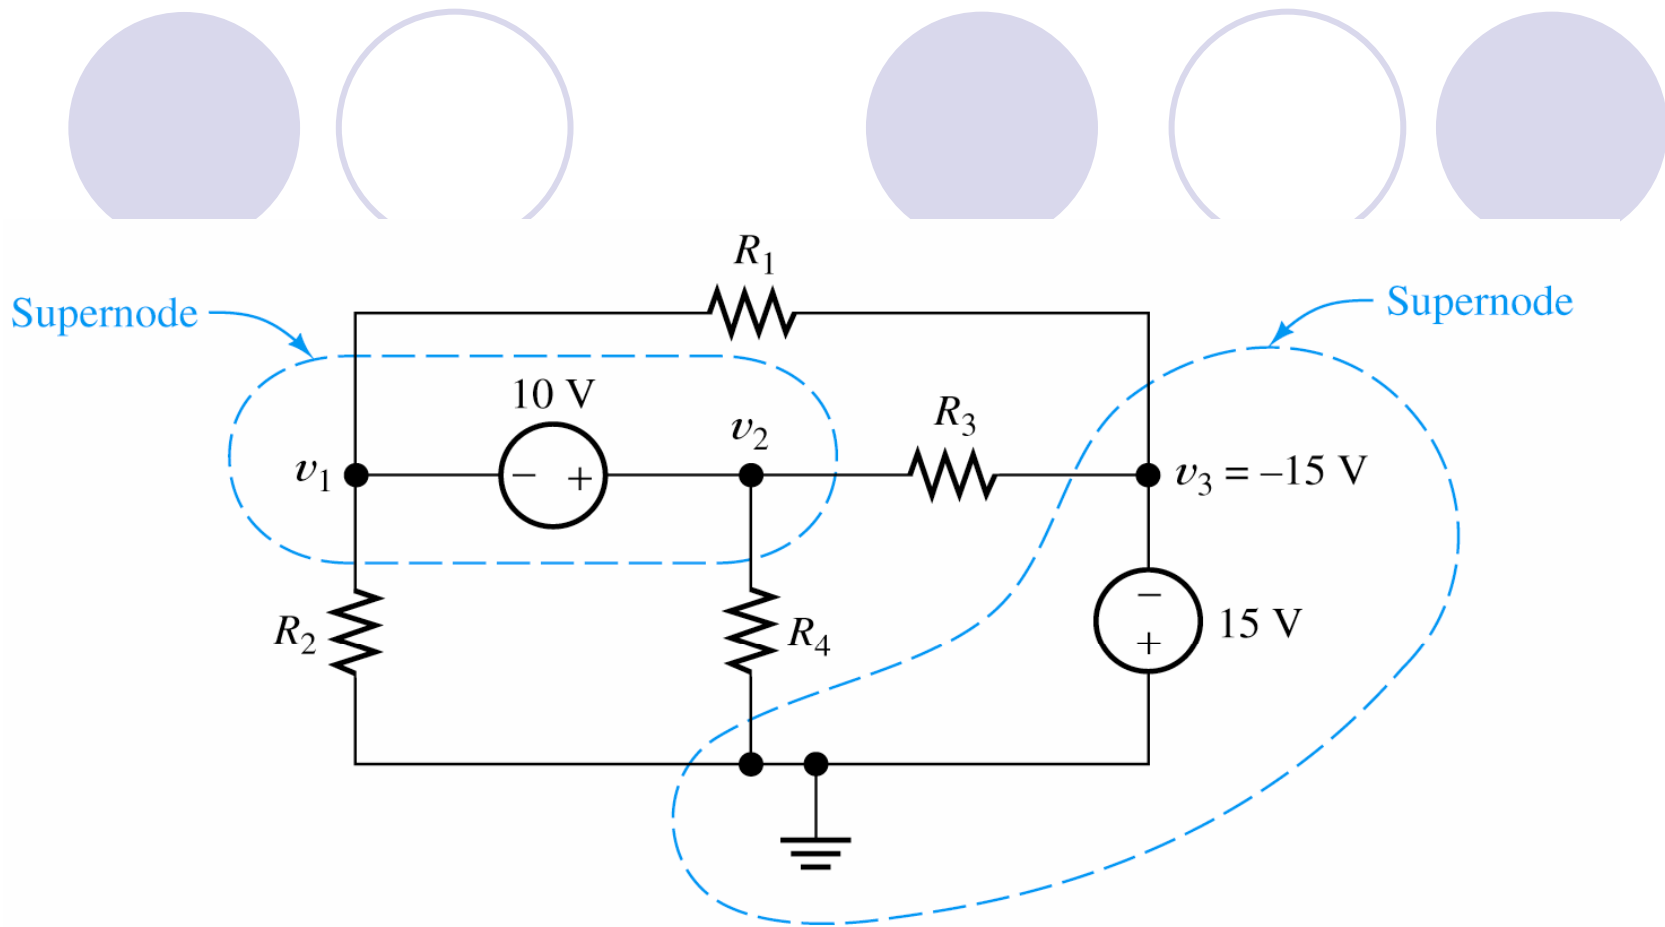 R₁
Supernode
Supernode
10 V
R₃
v₂
v₁
− +
v₃ = –15 V
−
15 V
+
R₂
R₄